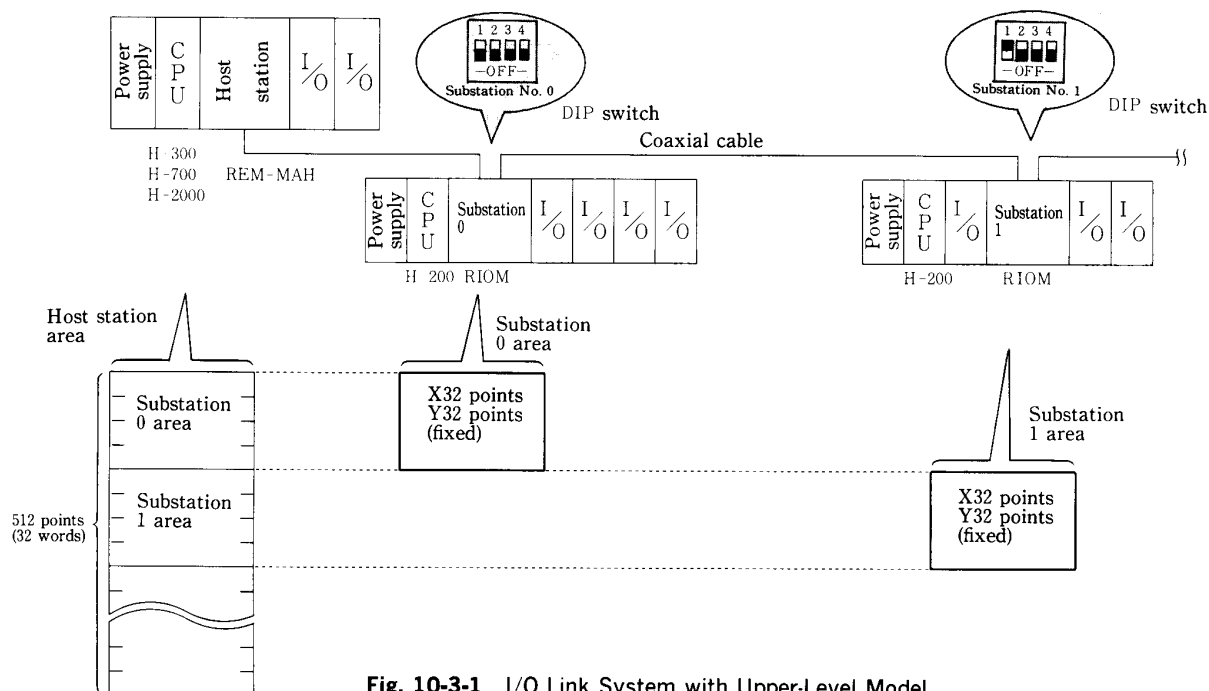 Power supply
CPU
Host station
I/O
I/O
1 2 3 4
-OFF-
Substation No. 0
DIP switch
1 2 3 4
-OFF-
Substation No. 1
DIP switch
Coaxial cable
H-300
H-700
H-2000
REM-MAH
Power supply
CPU
Substation 0
I/O
I/O
I/O
I/O
H 200 RIOM
Power supply
CPU
I/O
Substation 1
I/O
I/O
H-200 RIOM
Host station
area
Substation
0 area
Substation
0 area
X32 points
Y32 points
(fixed)
Substation
1 area
Substation
1 area
X32 points
Y32 points
(fixed)
512 points
(32 words)
Fig. 10-3-1 I/O Link System with Upper-Level Model